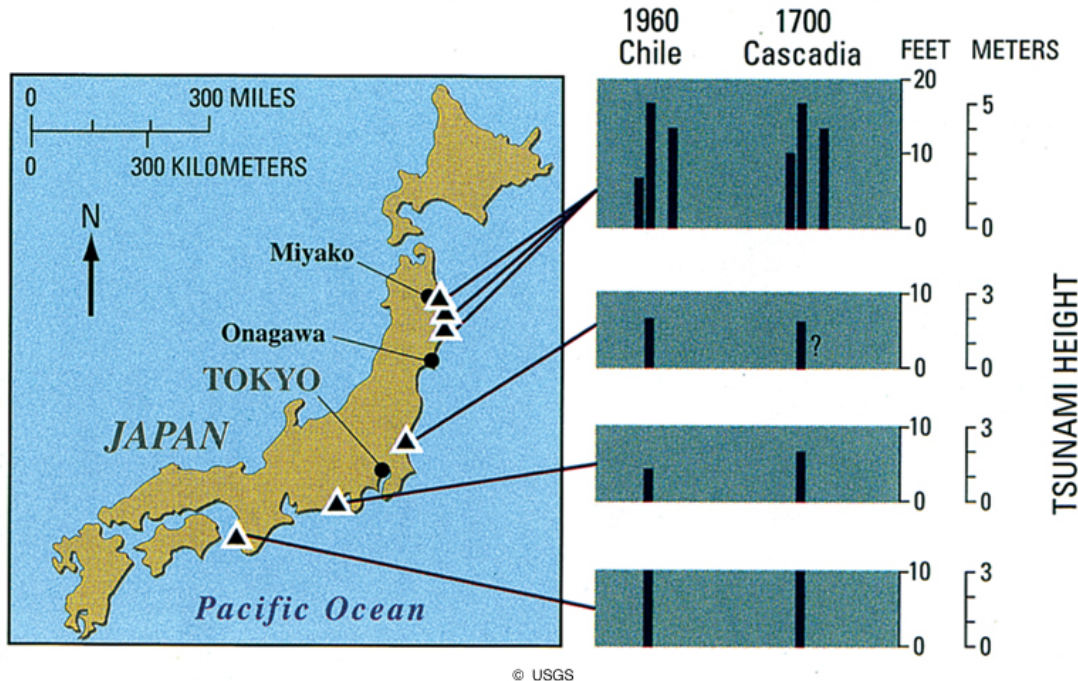 1960
Chile
1700
Cascadia
FEET
METERS
0
300 MILES
0
300 KILOMETERS
N
Miyako
Onagawa
TOKYO
JAPAN
Pacific Ocean
20
10
0
5
0
10
0
3
0
?
10
0
3
0
10
0
3
0
TSUNAMI HEIGHT
© USGS